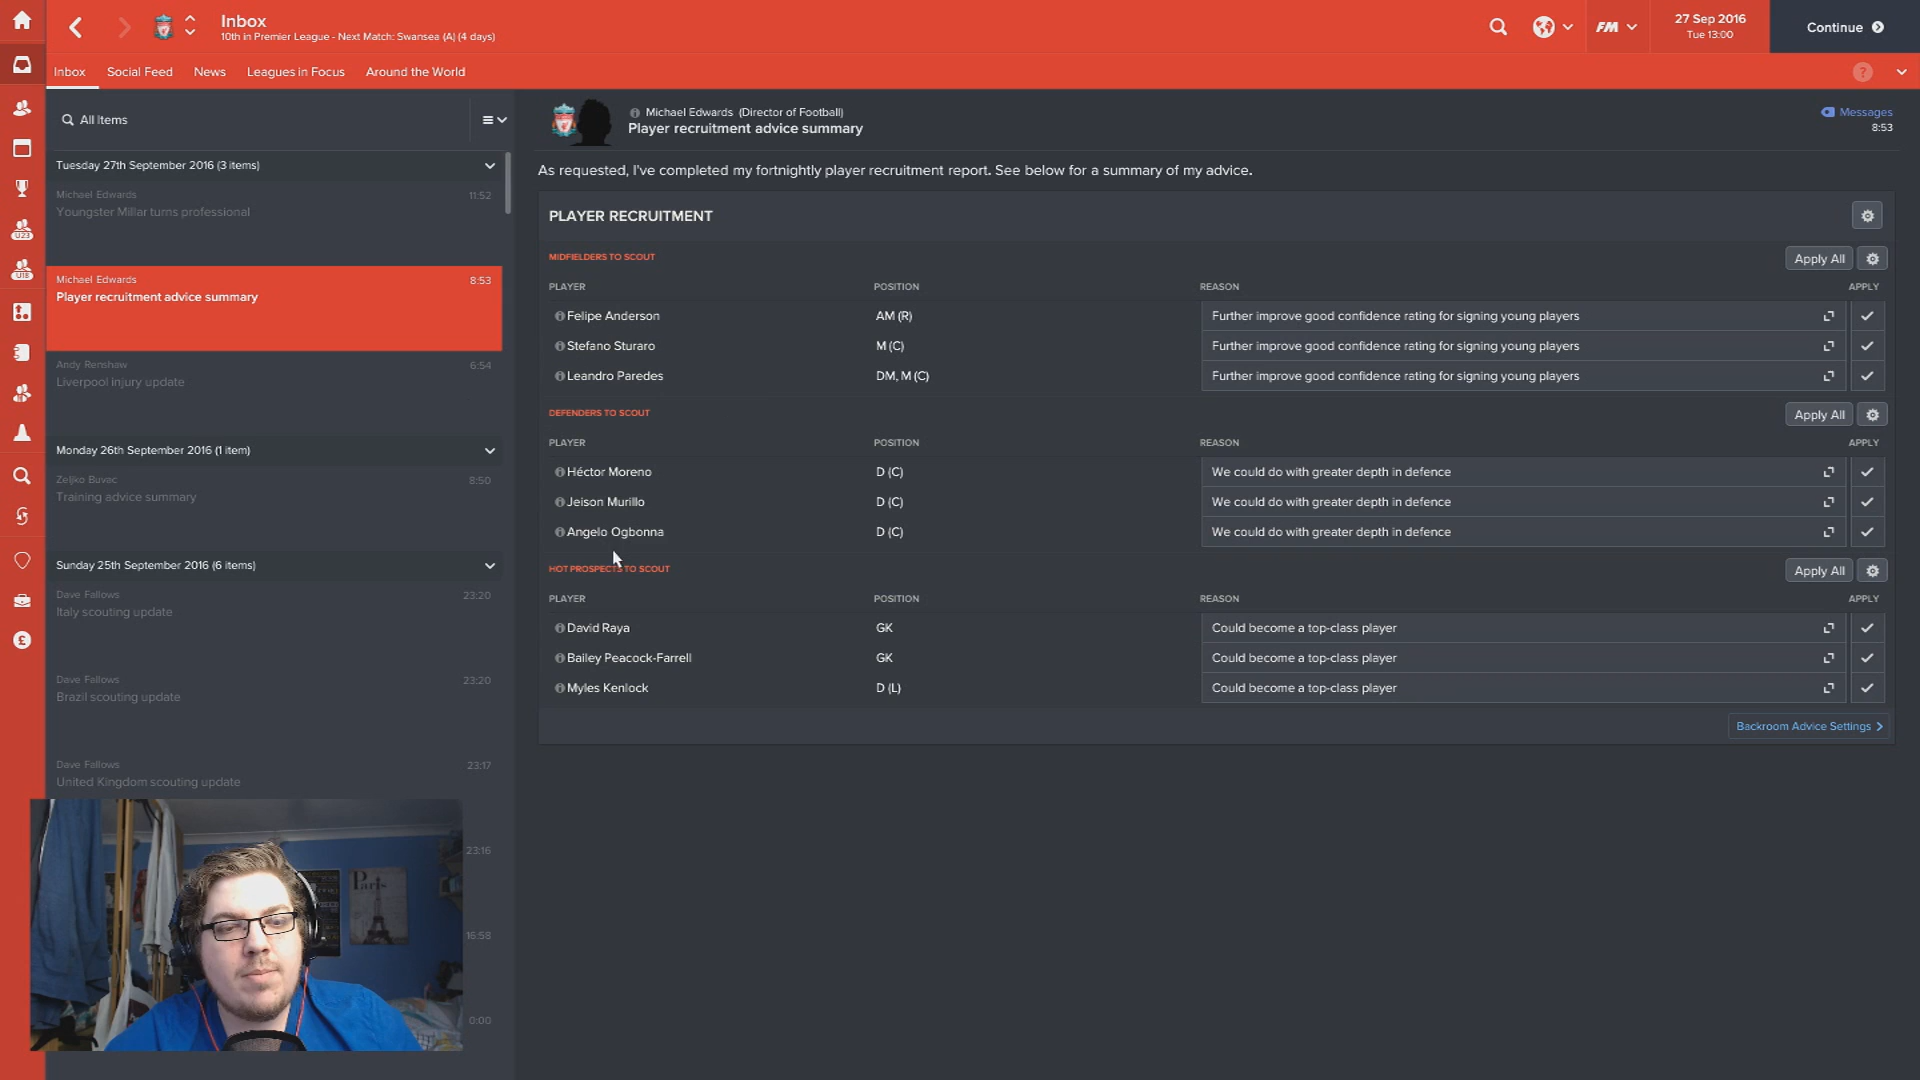 Inbox
10th in Premier League - Next Match: Swansea (A) (4 days)
FM
27 Sep 2016
Tue 13:00
Continue
Inbox
Social Feed
News
Leagues in Focus
Around the World
?
All Items
Tuesday 27th September 2016 (3 items)
Michael Edwards
11:52
Youngster Millar turns professional
Michael Edwards
8:53
Player recruitment advice summary
Andy Renshaw
6:54
Liverpool injury update
Monday 26th September 2016 (1 item)
Zeljko Buvac
8:50
Training advice summary
Sunday 25th September 2016 (6 items)
Dave Fallows
23:20
Italy scouting update
Dave Fallows
23:20
Brazil scouting update
Dave Fallows
23:17
United Kingdom scouting update
23:16
16:58
0:00
Paris
U23
U18
Michael Edwards (Director of Football)
Player recruitment advice summary
Messages
8:53
As requested, I've completed my fortnightly player recruitment report. See below for a summary of my advice.
PLAYER RECRUITMENT
MIDFIELDERS TO SCOUT
Apply All
PLAYER POSITION REASON APPLY
Felipe Anderson AM (R) Further improve good confidence rating for signing young players
Stefano Sturaro M (C) Further improve good confidence rating for signing young players
Leandro Paredes DM, M (C) Further improve good confidence rating for signing young players
DEFENDERS TO SCOUT
Apply All
PLAYER POSITION REASON APPLY
Héctor Moreno D (C) We could do with greater depth in defence
Jeison Murillo D (C) We could do with greater depth in defence
Angelo Ogbonna D (C) We could do with greater depth in defence
HOT PROSPECTS TO SCOUT
Apply All
PLAYER POSITION REASON APPLY
David Raya GK Could become a top-class player
Bailey Peacock-Farrell GK Could become a top-class player
Myles Kenlock D (L) Could become a top-class player
Backroom Advice Settings